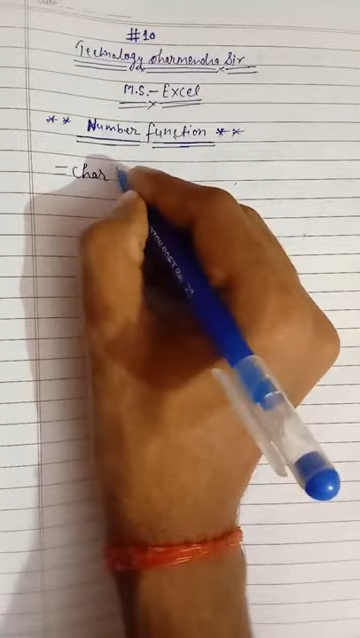 #10
Technology Dharmendra Sir
M.S.-Excel
** Number function **
=char